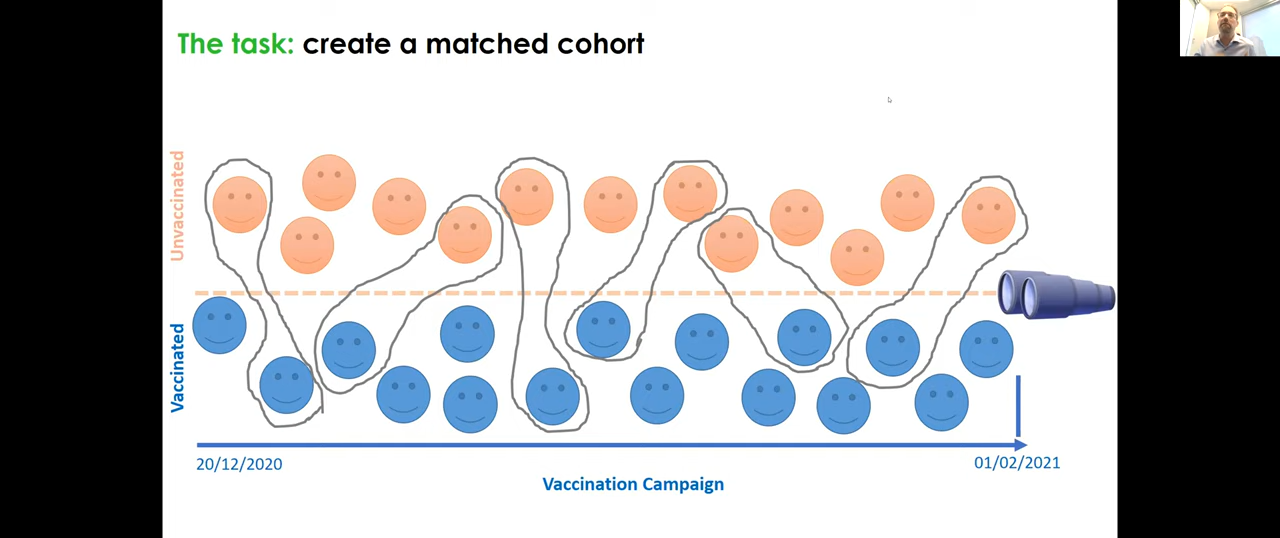 The task: create a matched cohort
Unvaccinated
Vaccinated
20/12/2020
01/02/2021
Vaccination Campaign